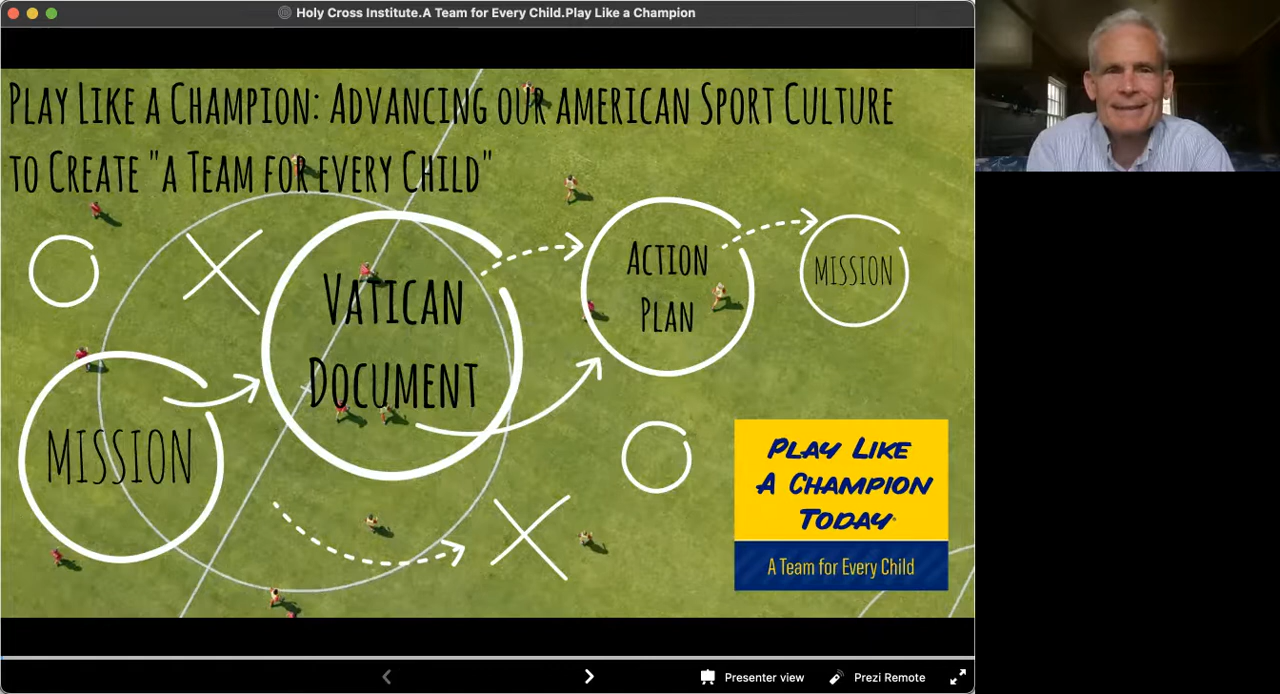 Holy Cross Institute.A Team for Every Child.Play Like a Champion
PLAY LIKE A CHAMPION: ADVANCING OUR AMERICAN SPORT CULTURE
TO CREATE "A TEAM FOR EVERY CHILD"
VATICAN
DOCUMENT
ACTION
PLAN
MISSION
MISSION
PLAY LIKE
A CHAMPION
TODAY®
A Team for Every Child
Presenter view
Prezi Remote